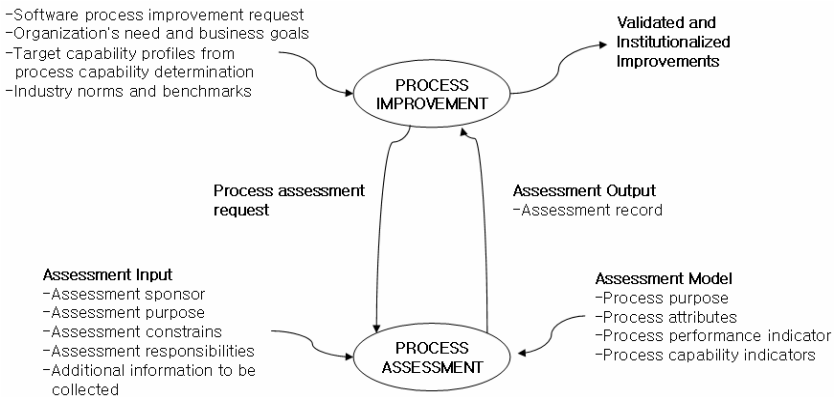 -Software process improvement request
-Organization's need and business goals
-Target capability profiles from
process capability determination
-Industry norms and benchmarks
Validated and
Institutionalized
Improvements
PROCESS
IMPROVEMENT
Process assessment
request
Assessment Output
-Assessment record
Assessment Input
-Assessment sponsor
-Assessment purpose
-Assessment constrains
-Assessment responsibilities
-Additional information to be
collected
Assessment Model
-Process purpose
-Process attributes
-Process performance indicator
-Process capability indicators
PROCESS
ASSESSMENT